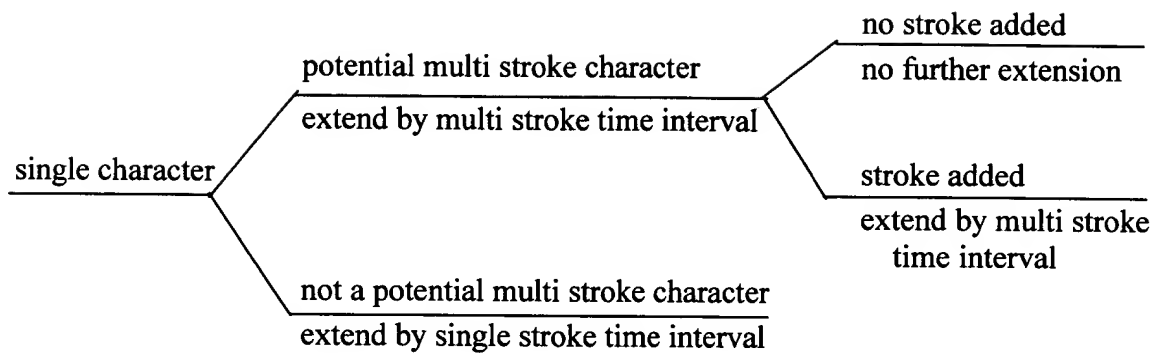 no stroke added
no further extension
potential multi stroke character
extend by multi stroke time interval
single character
stroke added
extend by multi stroke
time interval
not a potential multi stroke character
extend by single stroke time interval